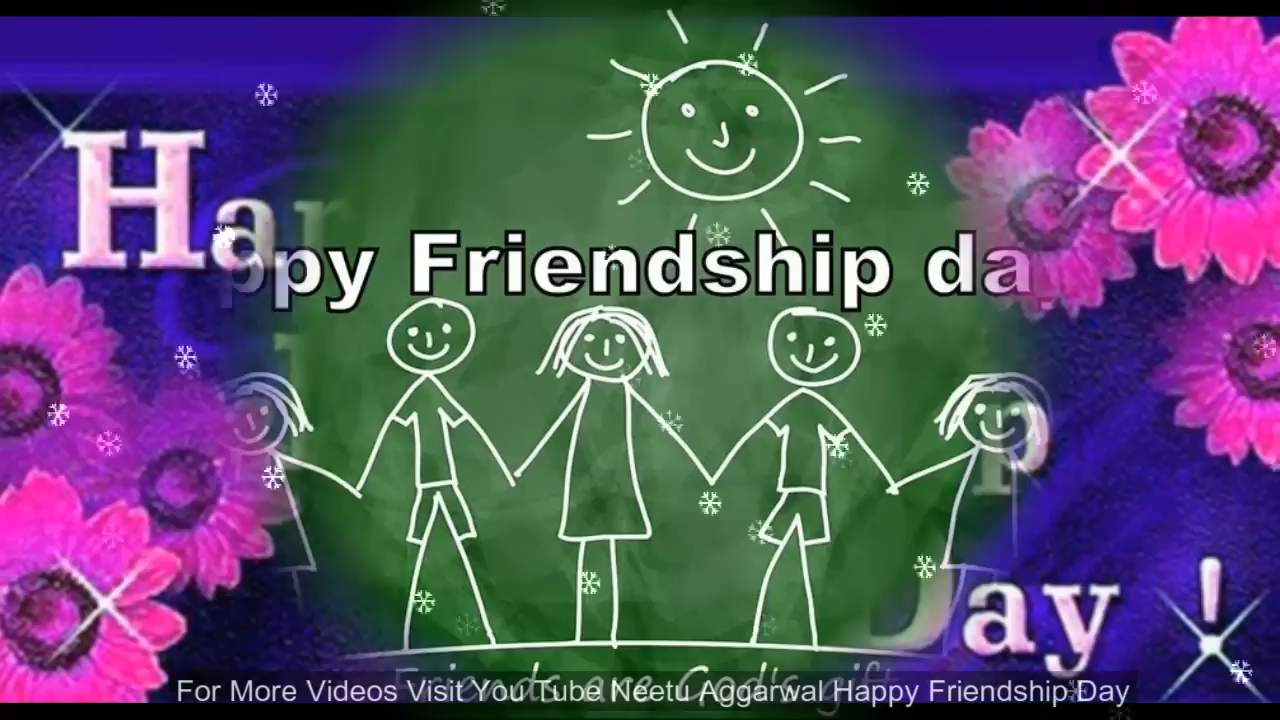 Ha
ppy Friendship da
p
Day !
Friends are God's gift
For More Videos Visit You Tube Neetu Aggarwal Happy Friendship Day